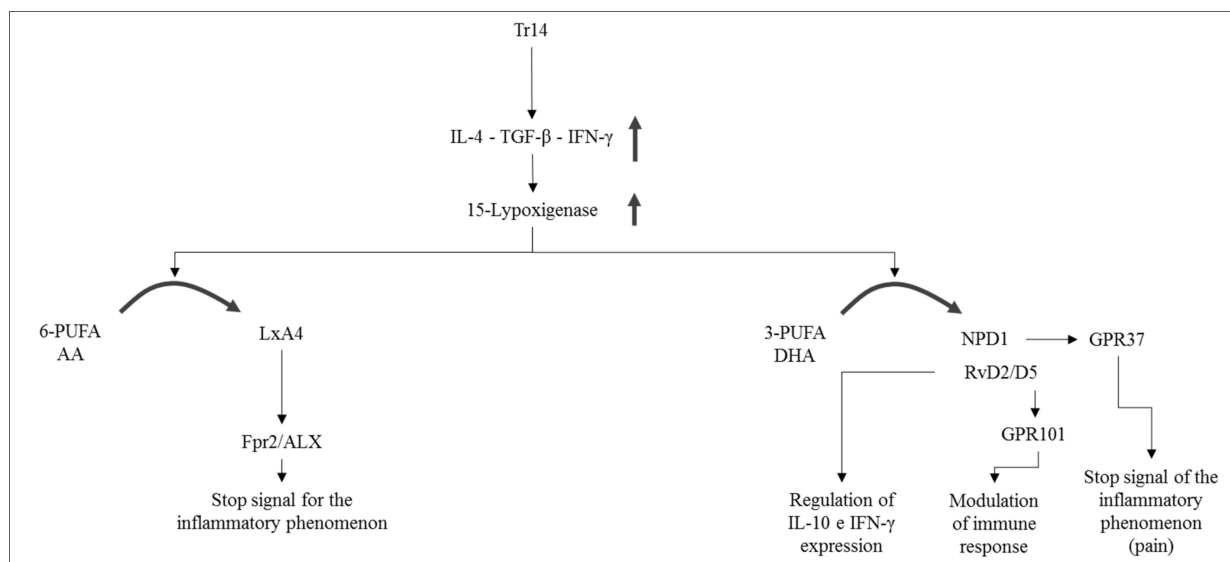 Tr14
IL-4 - TGF-β - IFN-γ
15-Lypoxigenase
6-PUFA
AA
LxA4
Fpr2/ALX
Stop signal for the
inflammatory phenomenon
3-PUFA
DHA
NPD1
GPR37
RvD2/D5
GPR101
Regulation of
IL-10 e IFN-γ
expression
Modulation
of immune
response
Stop signal of the
inflammatory
phenomenon
(pain)